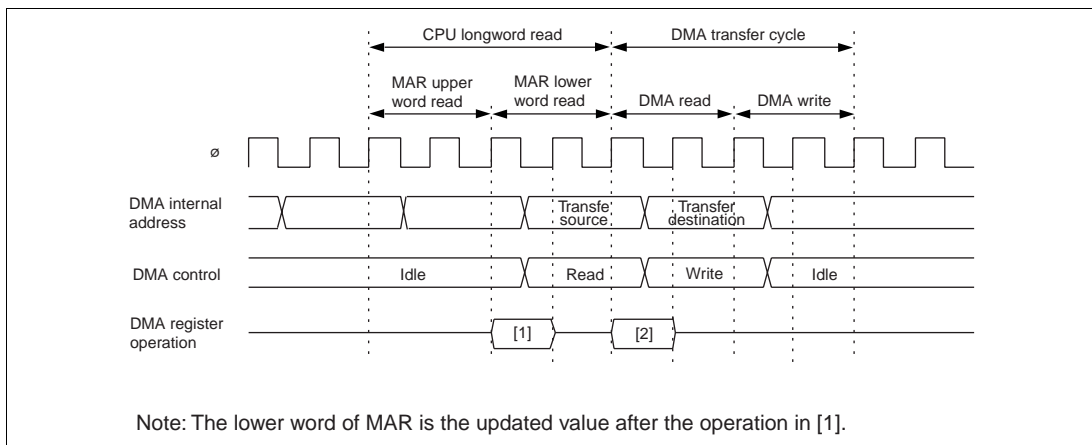 CPU longword read
DMA transfer cycle
MAR upper
word read
MAR lower
word read
DMA read
DMA write
ø
DMA internal
address
Transfe
source
Transfer
destination
DMA control
Idle
Read
Write
Idle
DMA register
operation
[1]
[2]
Note: The lower word of MAR is the updated value after the operation in [1].